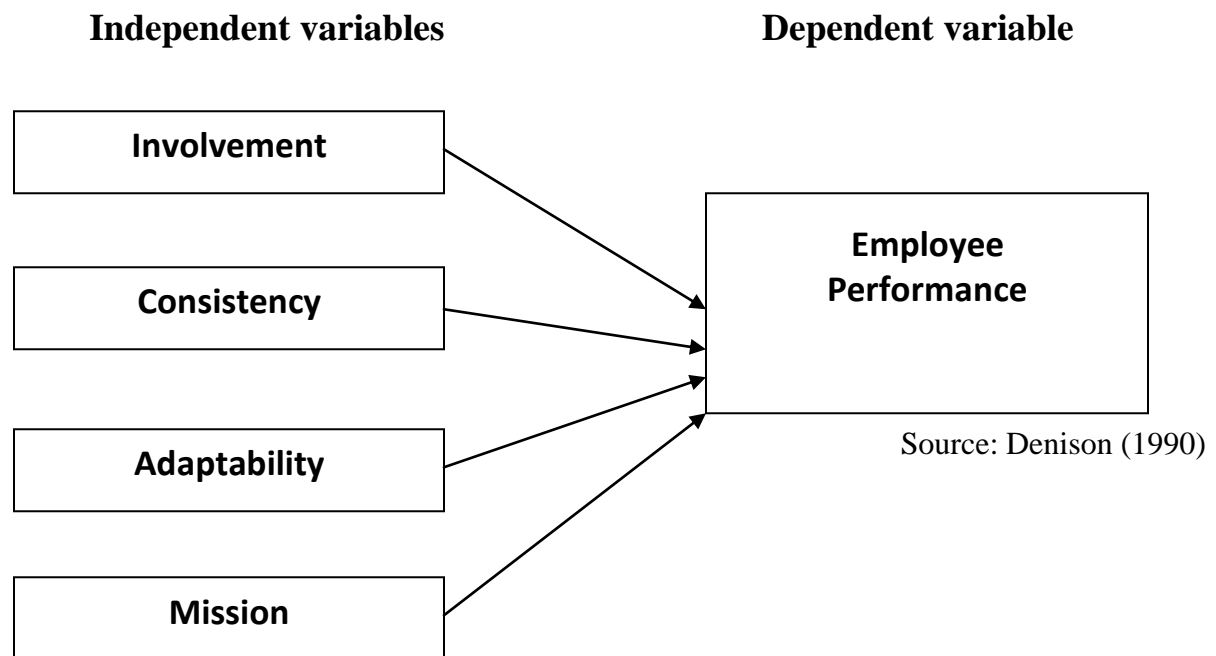 Independent variables
Dependent variable
Involvement
Consistency
Adaptability
Mission
Employee
Performance
Source: Denison (1990)